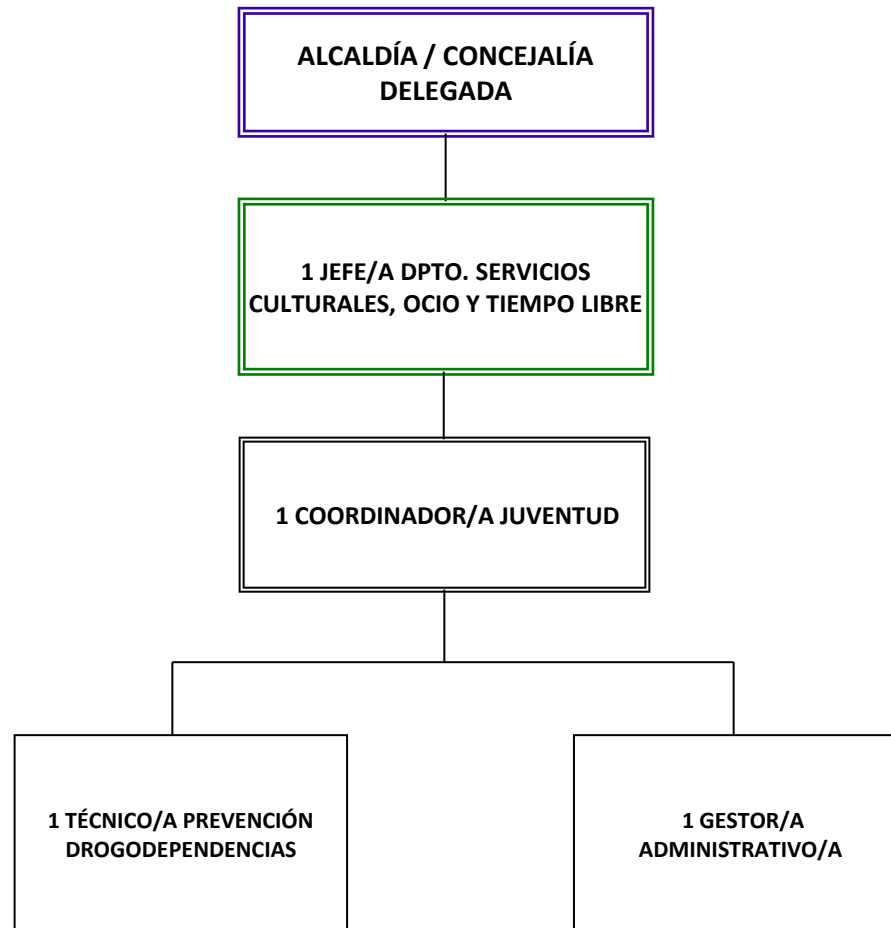 ALCALDÍA / CONCEJALÍA
DELEGADA
1 JEFE/A DPTO. SERVICIOS
CULTURALES, OCIO Y TIEMPO LIBRE
1 COORDINADOR/A JUVENTUD
1 TÉCNICO/A PREVENCIÓN
DROGODEPENDENCIAS
1 GESTOR/A
ADMINISTRATIVO/A